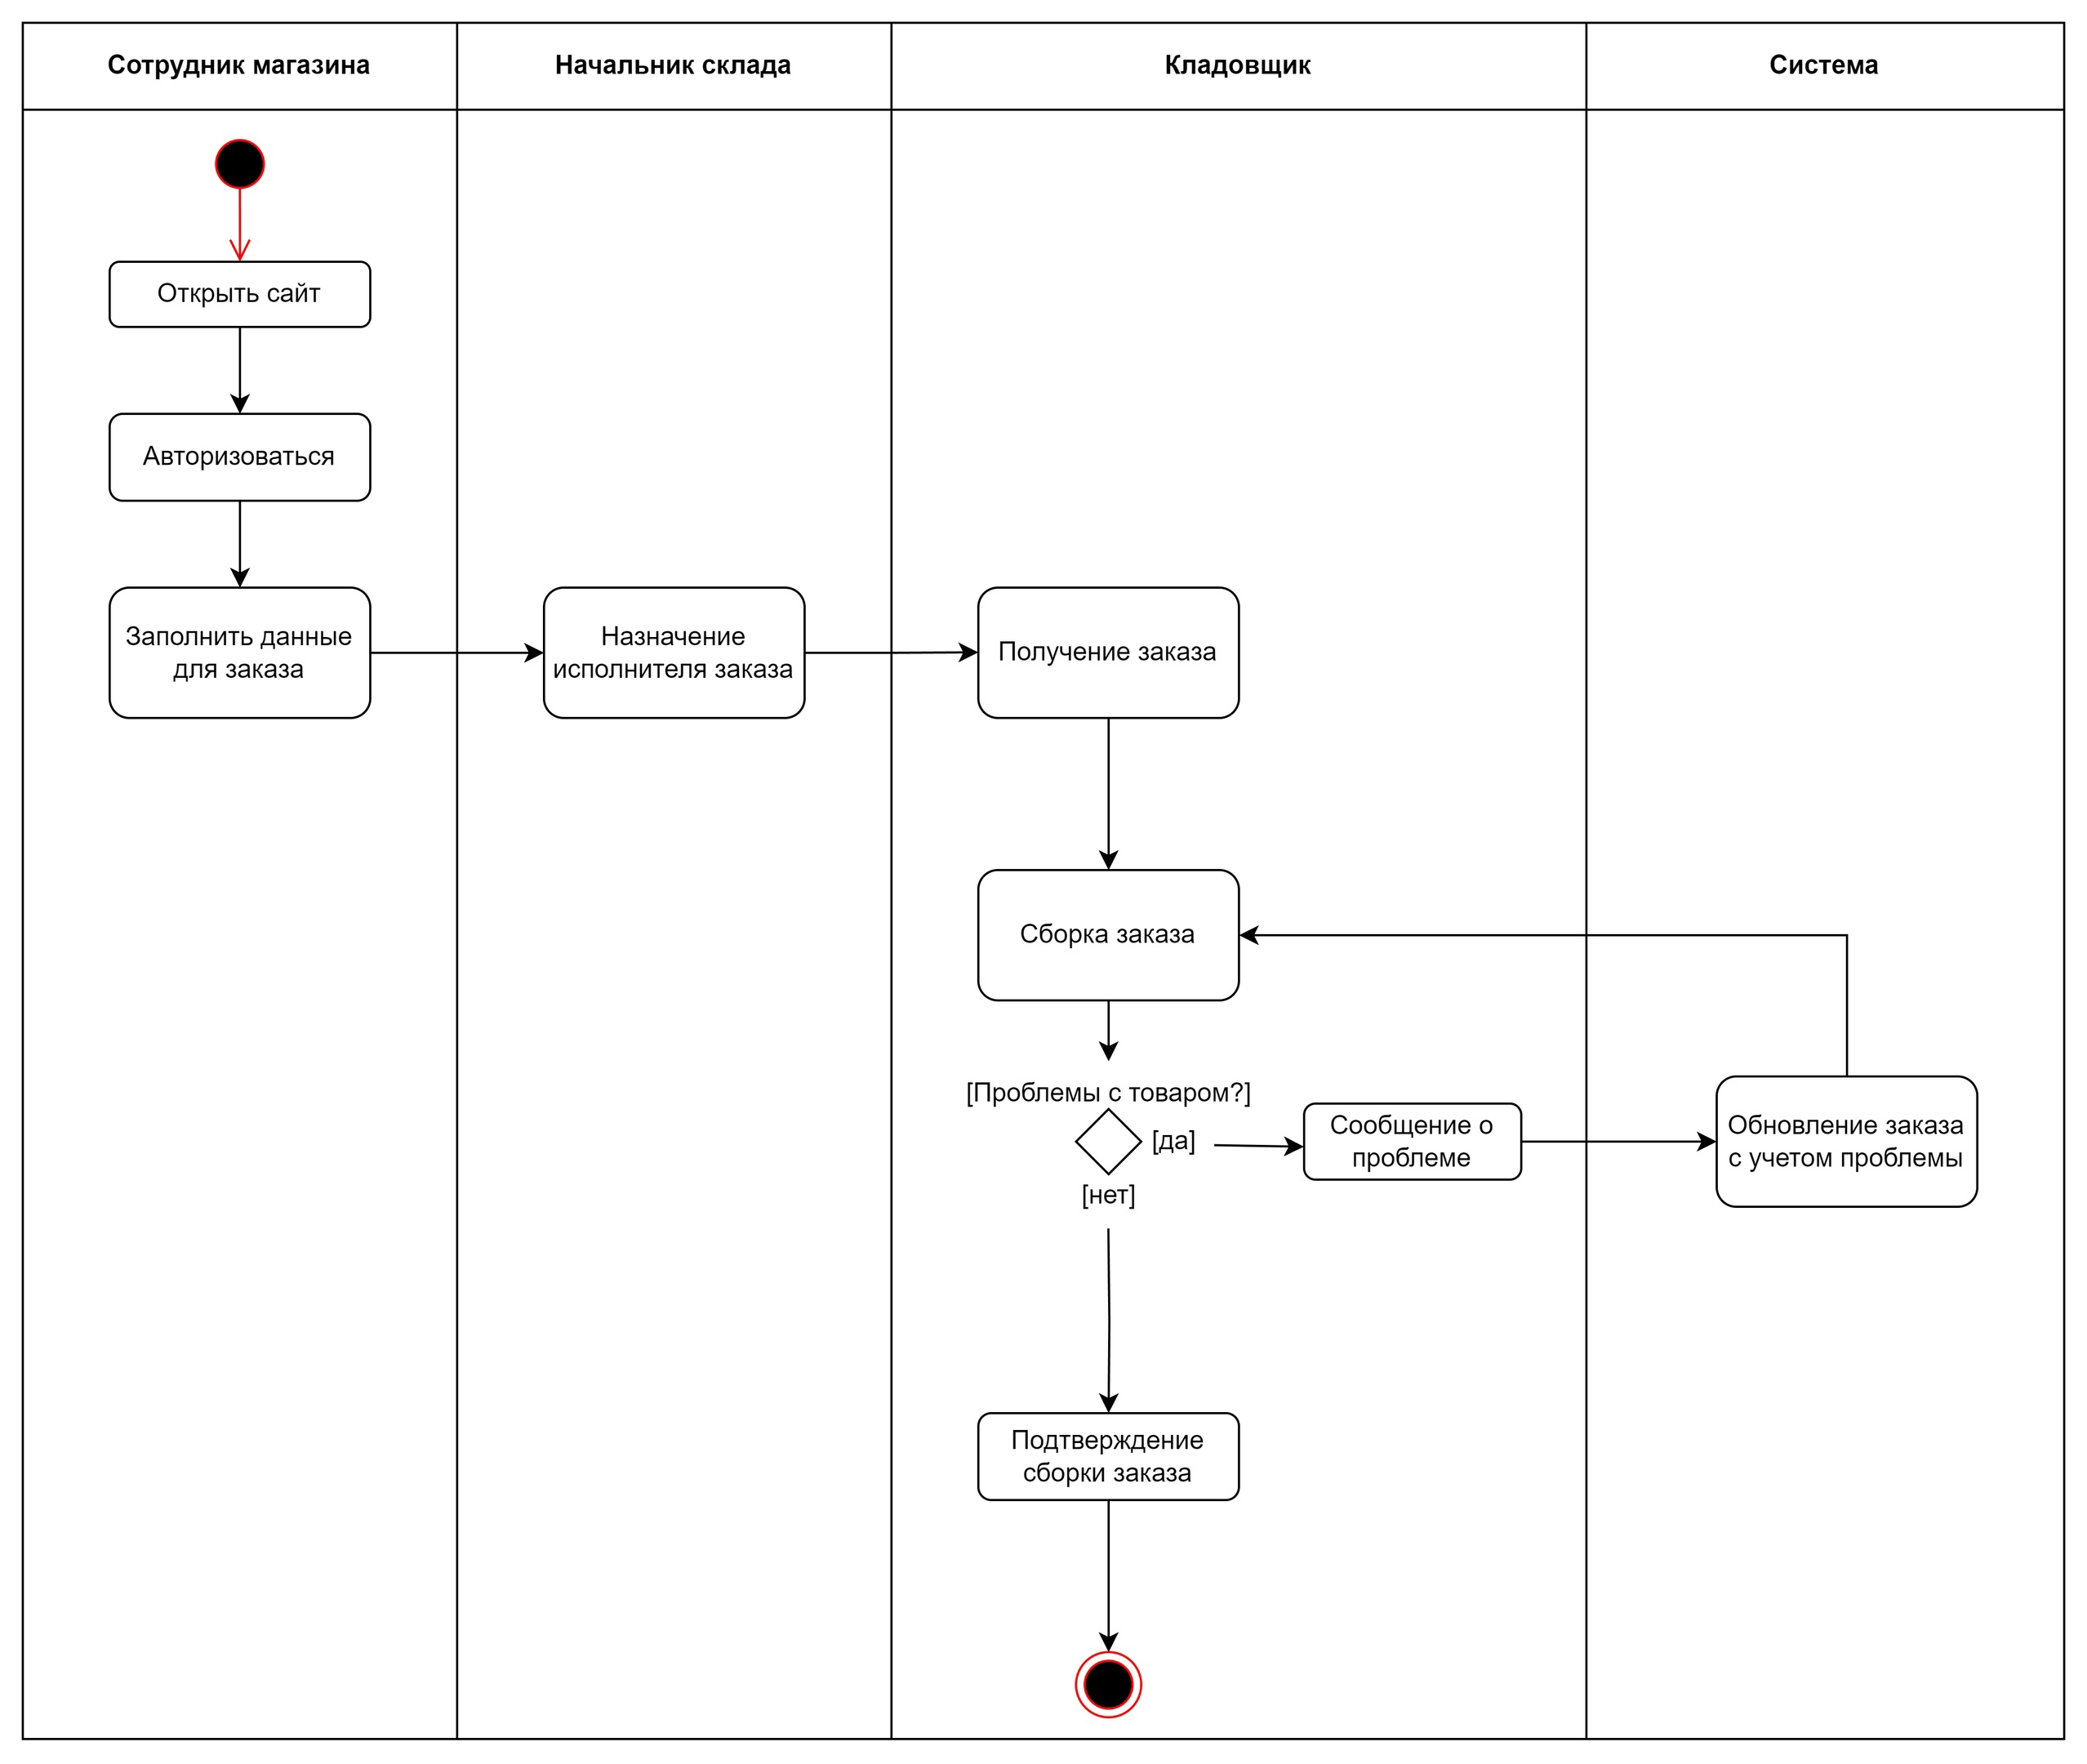 Сотрудник магазина
Начальник склада
Кладовщик
Система
Открыть сайт
Авторизоваться
Заполнить данные
для заказа
Назначение
исполнителя заказа
Получение заказа
Сборка заказа
[Проблемы с товаром?]
[да]
[нет]
Сообщение о
проблеме
Обновление заказа
с учетом проблемы
Подтверждение
сборки заказа